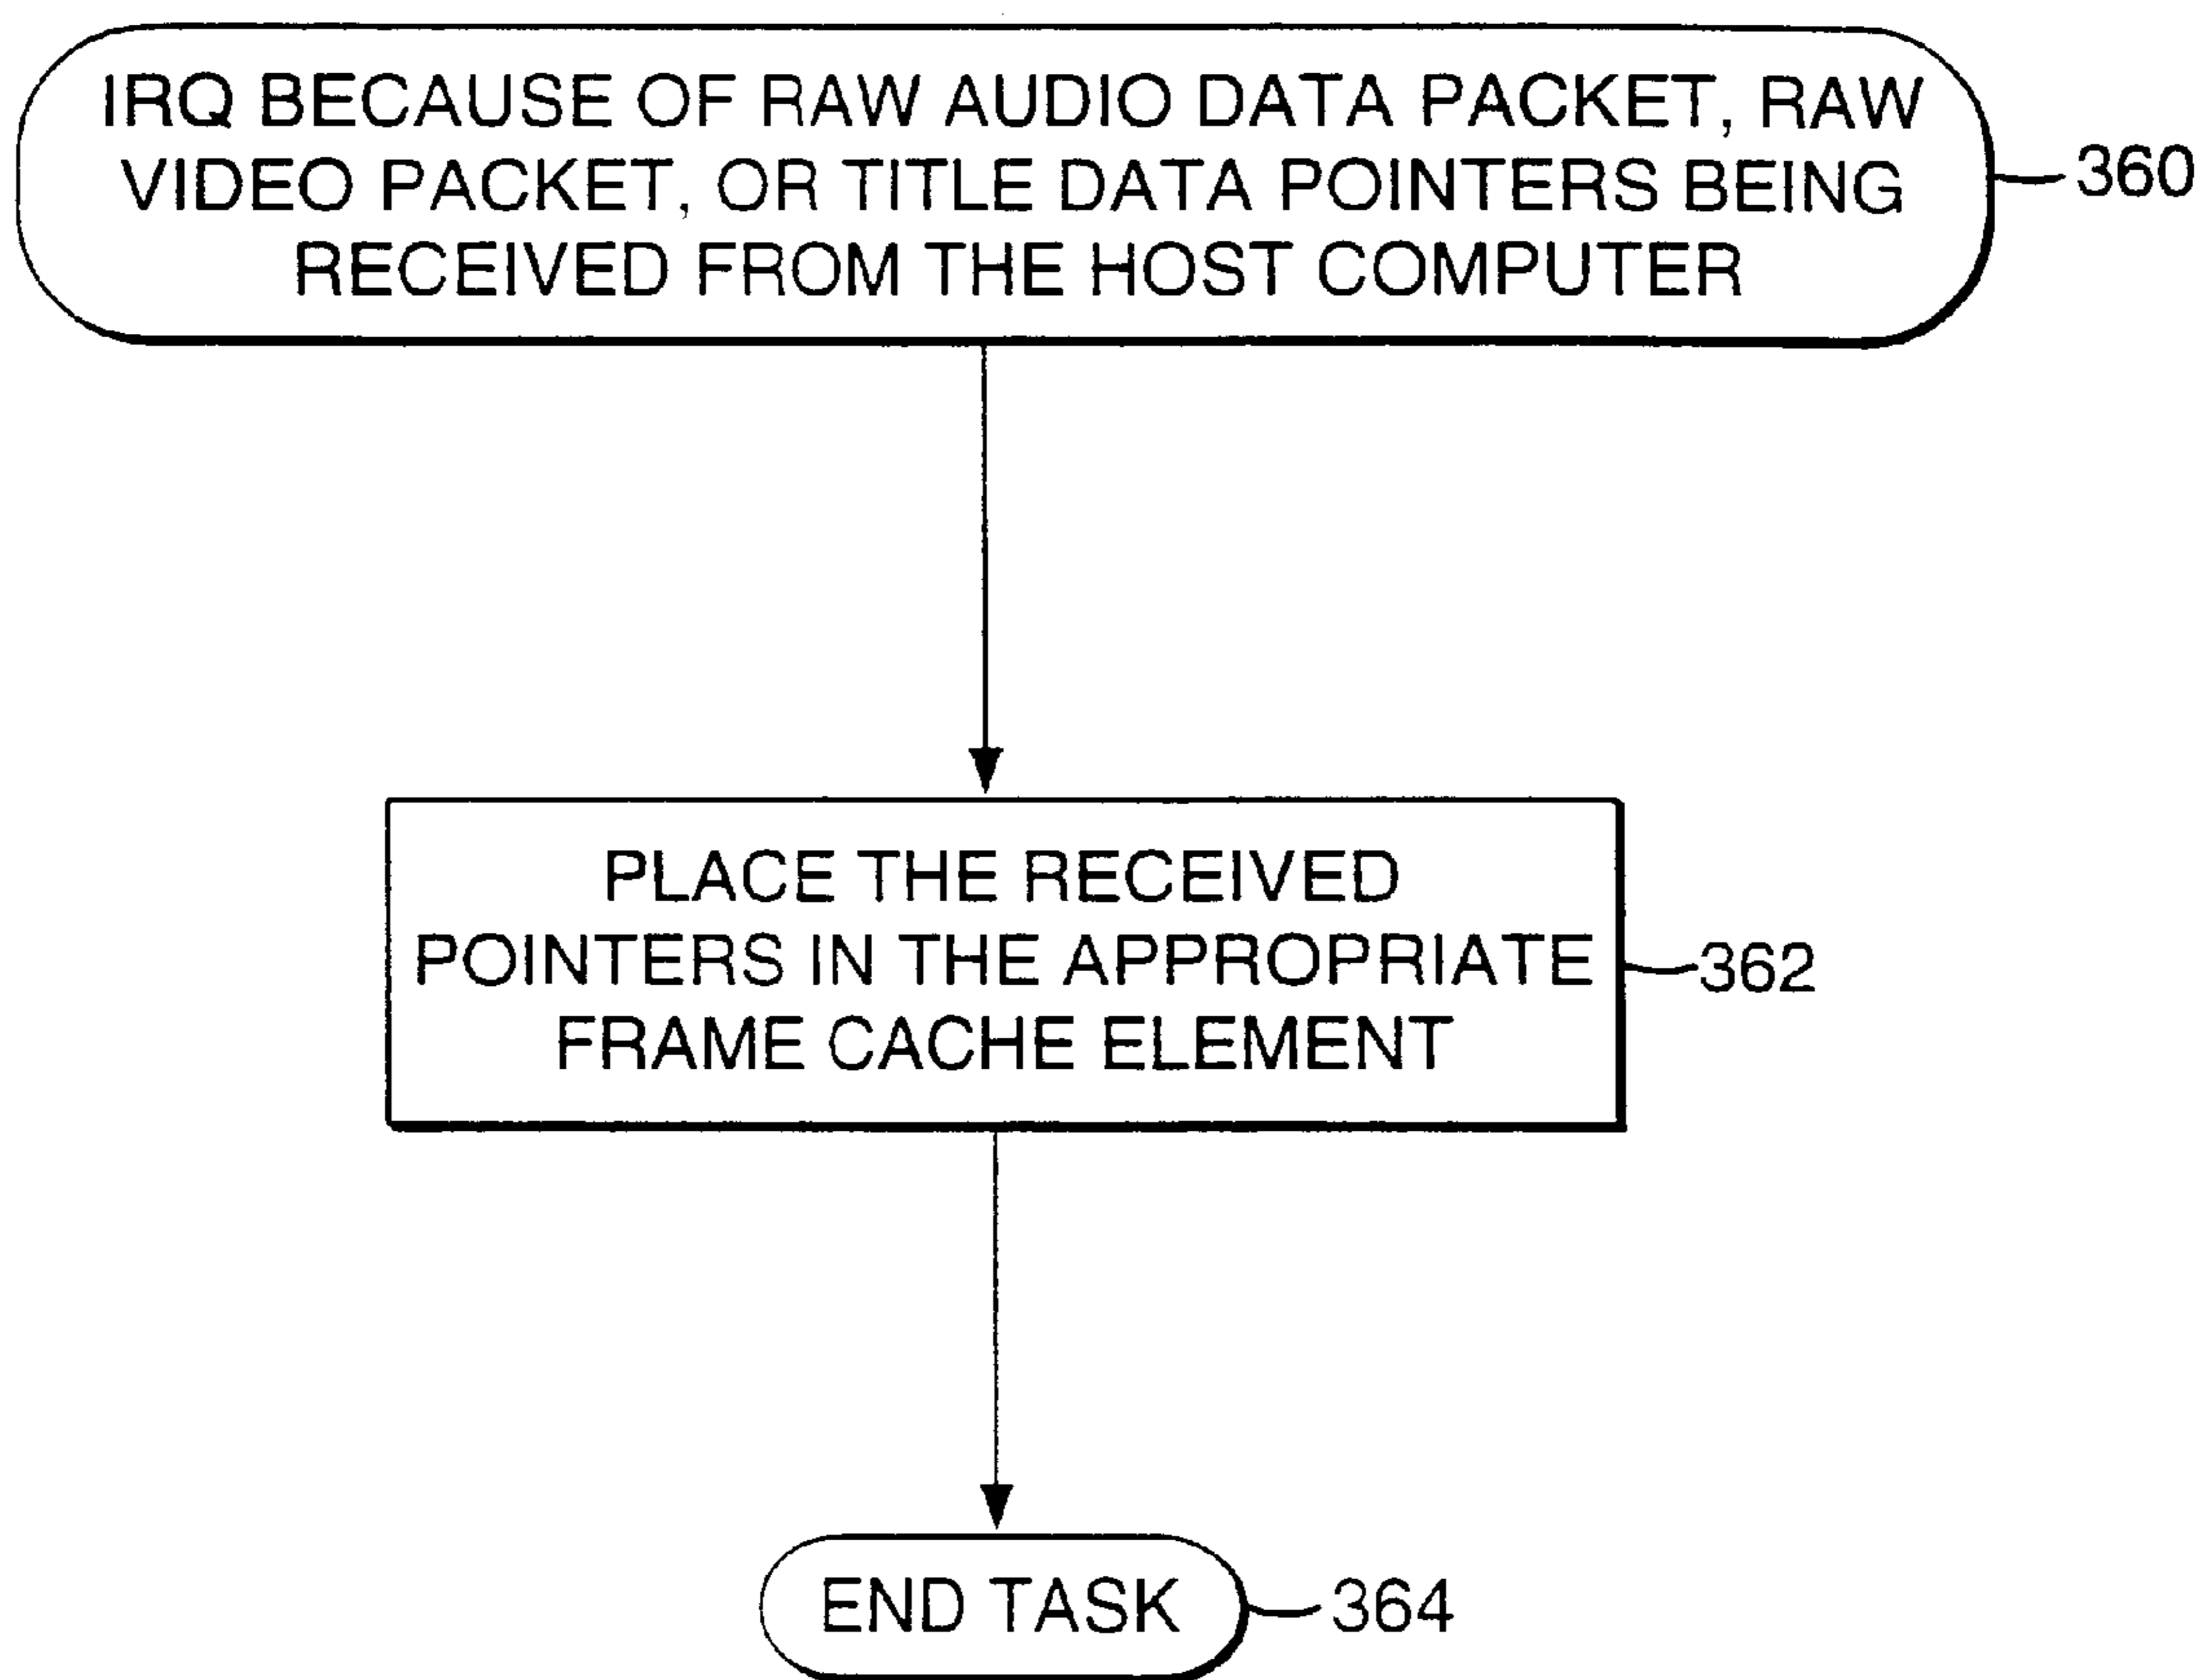 IRQ BECAUSE OF RAW AUDIO DATA PACKET, RAW
VIDEO PACKET, OR TITLE DATA POINTERS BEING
RECEIVED FROM THE HOST COMPUTER
360
PLACE THE RECEIVED
POINTERS IN THE APPROPRIATE
FRAME CACHE ELEMENT
362
END TASK
364